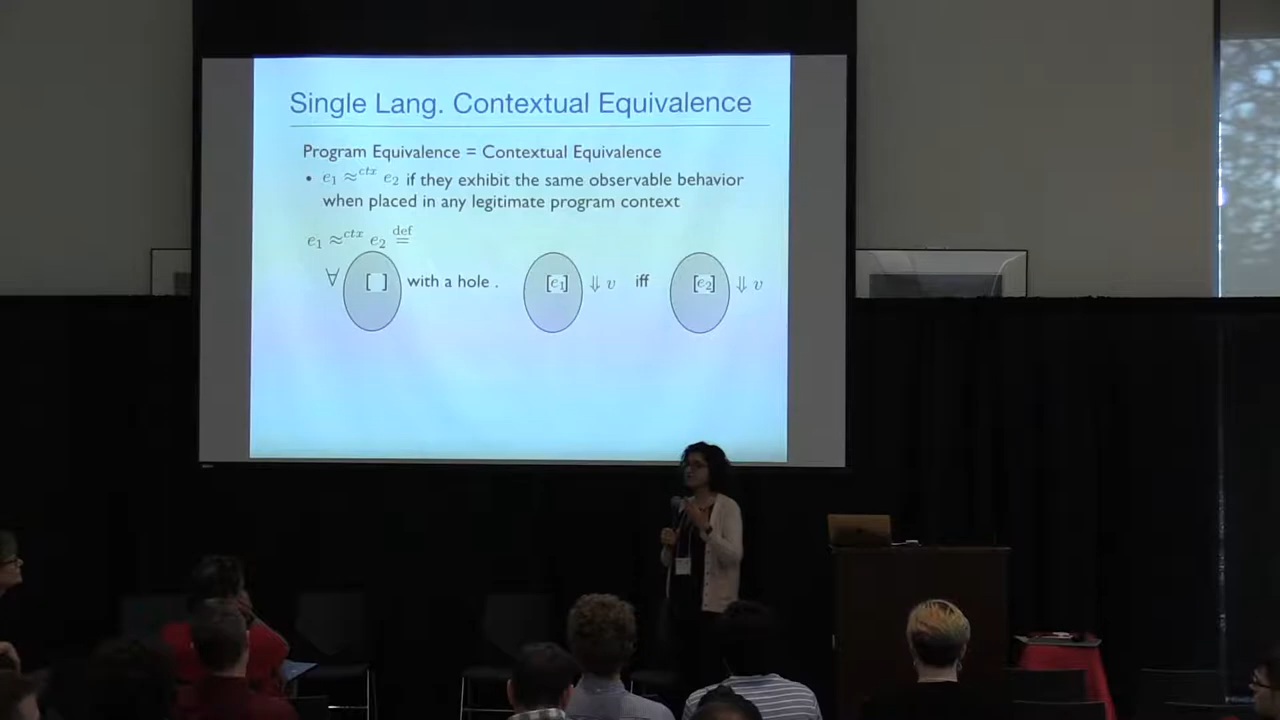 Single Lang. Contextual Equivalence
Program Equivalence = Contextual Equivalence
• e₁ ≈ᶜᵗˣ e₂ if they exhibit the same observable behavior
when placed in any legitimate program context
e₁ ≈ᶜᵗˣ e₂ def=
∀ [ ] with a hole . [e₁] ⇓ v iff [e₂] ⇓ v